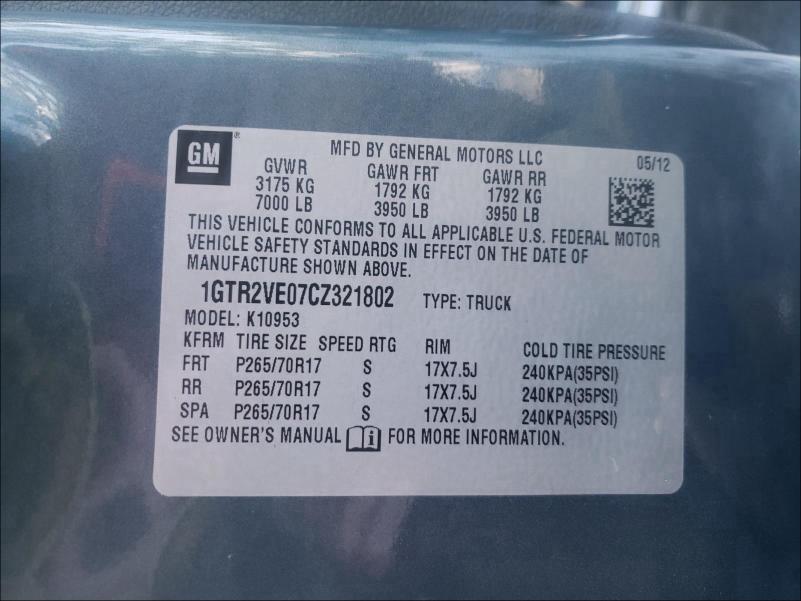 GM®
MFD BY GENERAL MOTORS LLC 05/12
GVWR GAWR FRT GAWR RR
3175 KG 1792 KG 1792 KG
7000 LB 3950 LB 3950 LB
THIS VEHICLE CONFORMS TO ALL APPLICABLE U.S. FEDERAL MOTOR
VEHICLE SAFETY STANDARDS IN EFFECT ON THE DATE OF
MANUFACTURE SHOWN ABOVE.
1GTR2VE07CZ321802 TYPE: TRUCK
MODEL: K10953
KFRM TIRE SIZE SPEED RTG RIM COLD TIRE PRESSURE
FRT P265/70R17 S 17X7.5J 240KPA(35PSI)
RR P265/70R17 S 17X7.5J 240KPA(35PSI)
SPA P265/70R17 S 17X7.5J 240KPA(35PSI)
SEE OWNER'S MANUAL i FOR MORE INFORMATION.